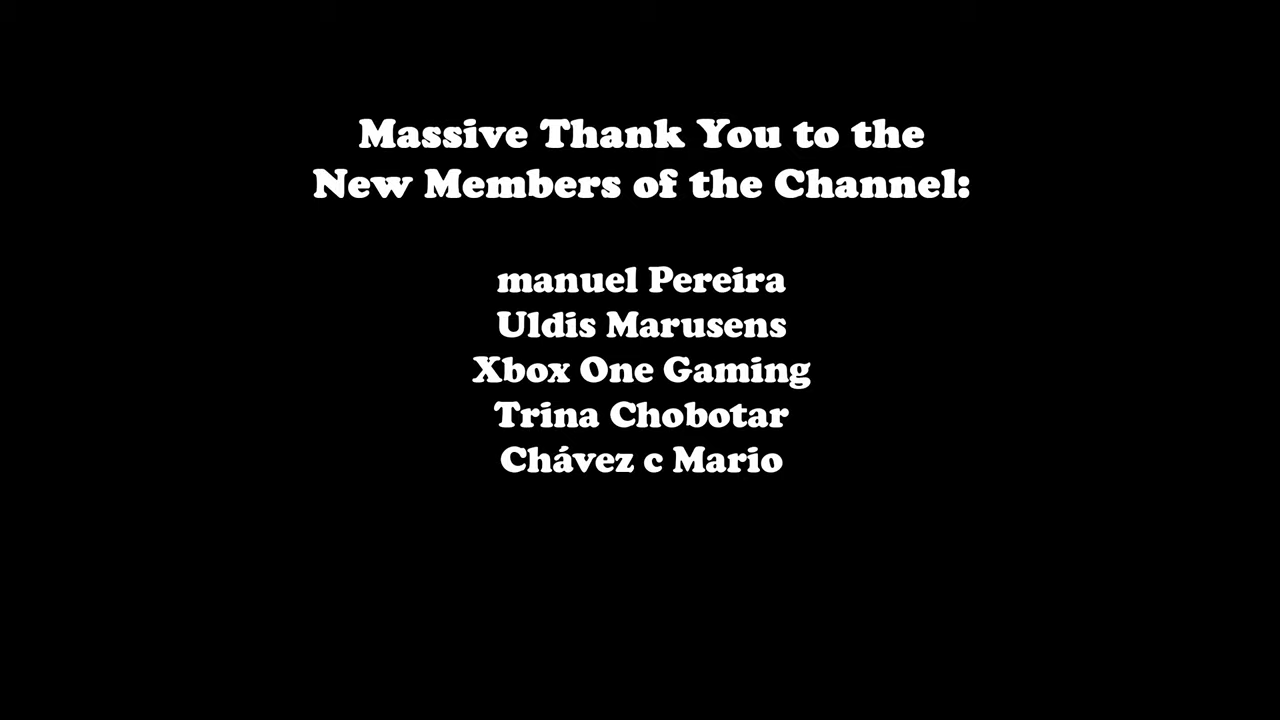 Massive Thank You to the
New Members of the Channel:
manuel Pereira
Uldis Marusens
Xbox One Gaming
Trina Chobotar
Chávez c Mario